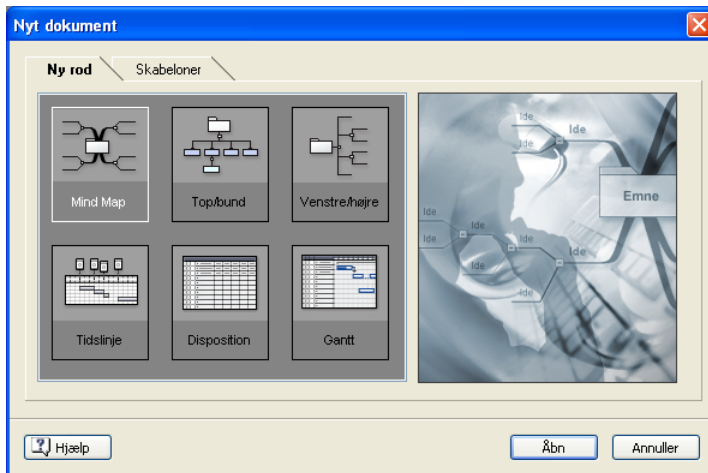 Nyt dokument
Ny rod Skabeloner
Mind Map Top/bund Venstre/højre
Tidslinje Disposition Gantt
Ide
Ide
Ide
Emne
Ide
Ide
Ide
Ide
Ide
Ide
Ide
Hjælp Åbn Annuller